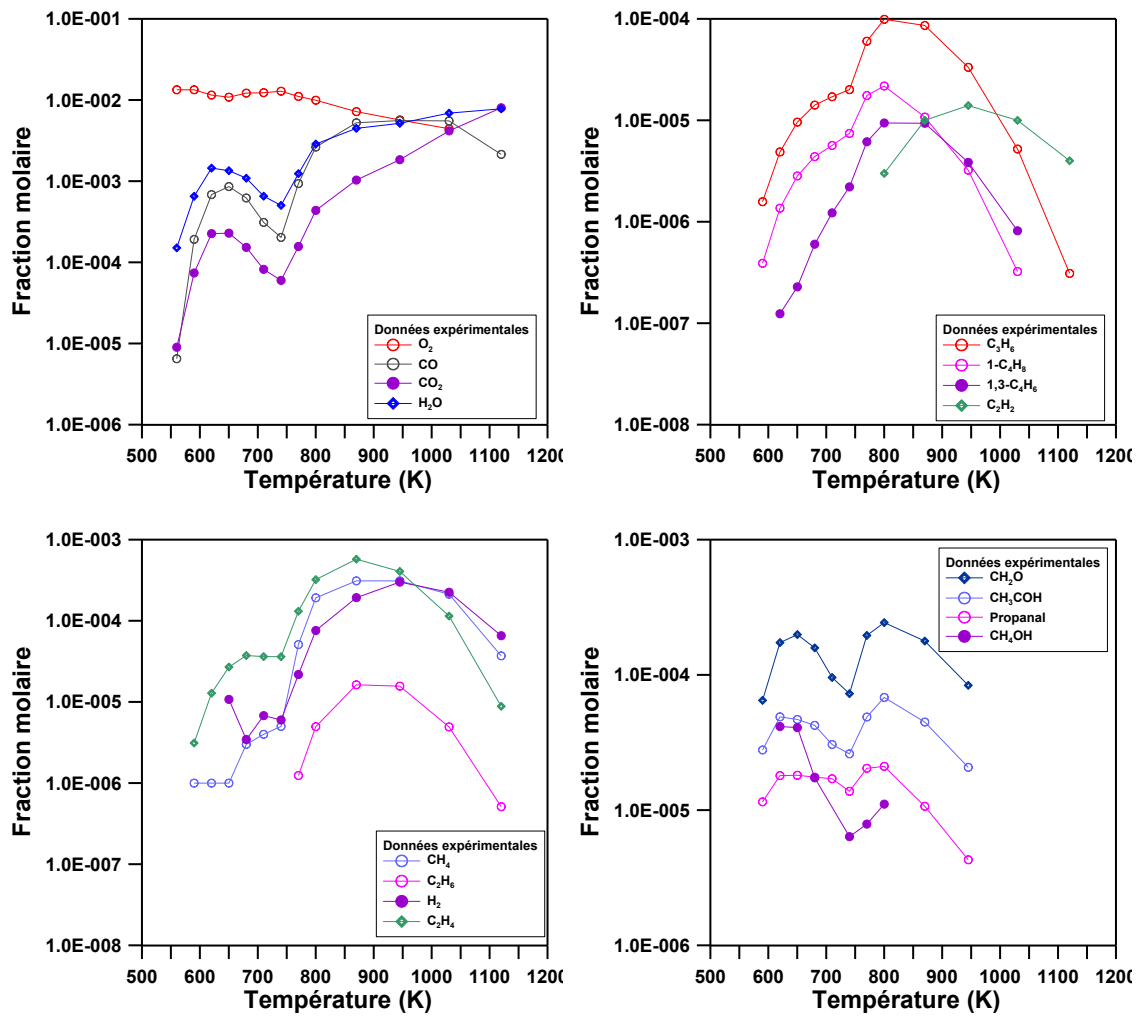 1.0E-001
1.0E-002
1.0E-003
1.0E-004
1.0E-005
1.0E-006
Fraction molaire
500 600 700 800 900 1000 1100 1200
Température (K)
Données expérimentales
O₂
CO
CO₂
H₂O
1.0E-004
1.0E-005
1.0E-006
1.0E-007
1.0E-008
Fraction molaire
500 600 700 800 900 1000 1100 1200
Température (K)
Données expérimentales
C₃H₆
1-C₄H₈
1,3-C₄H₆
C₂H₂
1.0E-003
1.0E-004
1.0E-005
1.0E-006
1.0E-007
1.0E-008
Fraction molaire
500 600 700 800 900 1000 1100 1200
Température (K)
Données expérimentales
CH₄
C₂H₆
H₂
C₂H₄
1.0E-003
1.0E-004
1.0E-005
1.0E-006
Fraction molaire
500 600 700 800 900 1000 1100 1200
Température (K)
Données expérimentales
CH₂O
CH₃COH
Propanal
CH₄OH